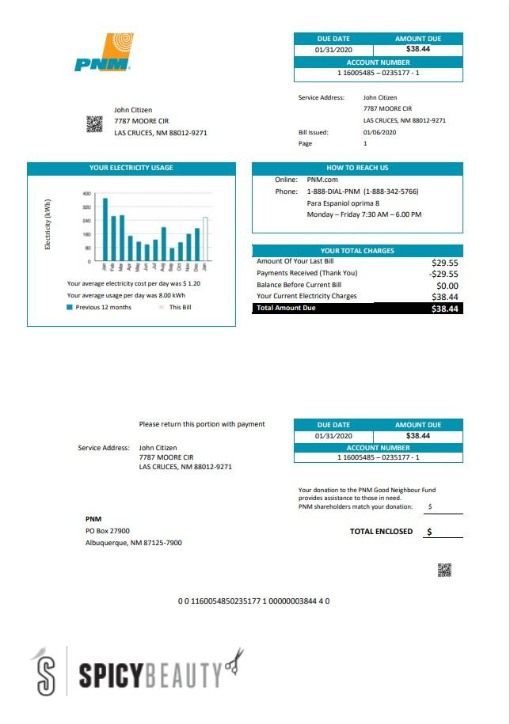 PNM
DUE DATE AMOUNT DUE
01/31/2020 $38.44
ACCOUNT NUMBER
1 16005485 – 0235177 - 1
Service Address: John Citizen
7787 MOORE CIR
LAS CRUCES, NM 88012-9271
Bill Issued: 01/06/2020
Page 1
John Citizen
7787 MOORE CIR
LAS CRUCES, NM 88012-9271
YOUR ELECTRICITY USAGE
Electricity (kWh)
400
320
240
160
80
0
Jan Feb Mar Apr May Jun Jul Aug Sep Oct Nov Dec Jan
Your average electricity cost per day was $ 1.20
Your average usage per day was 8.00 kWh
Previous 12 months This Bill
HOW TO REACH US
Online: PNM.com
Phone: 1-888-DIAL-PNM (1-888-342-5766)
Para Espaniol oprima 8
Monday – Friday 7:30 AM – 6.00 PM
YOUR TOTAL CHARGES
Amount Of Your Last Bill $29.55
Payments Received (Thank You) -$29.55
Balance Before Current Bill $0.00
Your Current Electricity Charges $38.44
Total Amount Due $38.44
Please return this portion with payment
Service Address: John Citizen
7787 MOORE CIR
LAS CRUCES, NM 88012-9271
DUE DATE AMOUNT DUE
01/31/2020 $38.44
ACCOUNT NUMBER
1 16005485 – 0235177 - 1
Your donation to the PNM Good Neighbour Fund
provides assistance to those in need.
PNM shareholders match your donation: $
PNM
PO Box 27900
Albuquerque, NM 87125-7900
TOTAL ENCLOSED $
0 0 1160054850235177 1 00000003844 4 0
SPICYBEAUTY